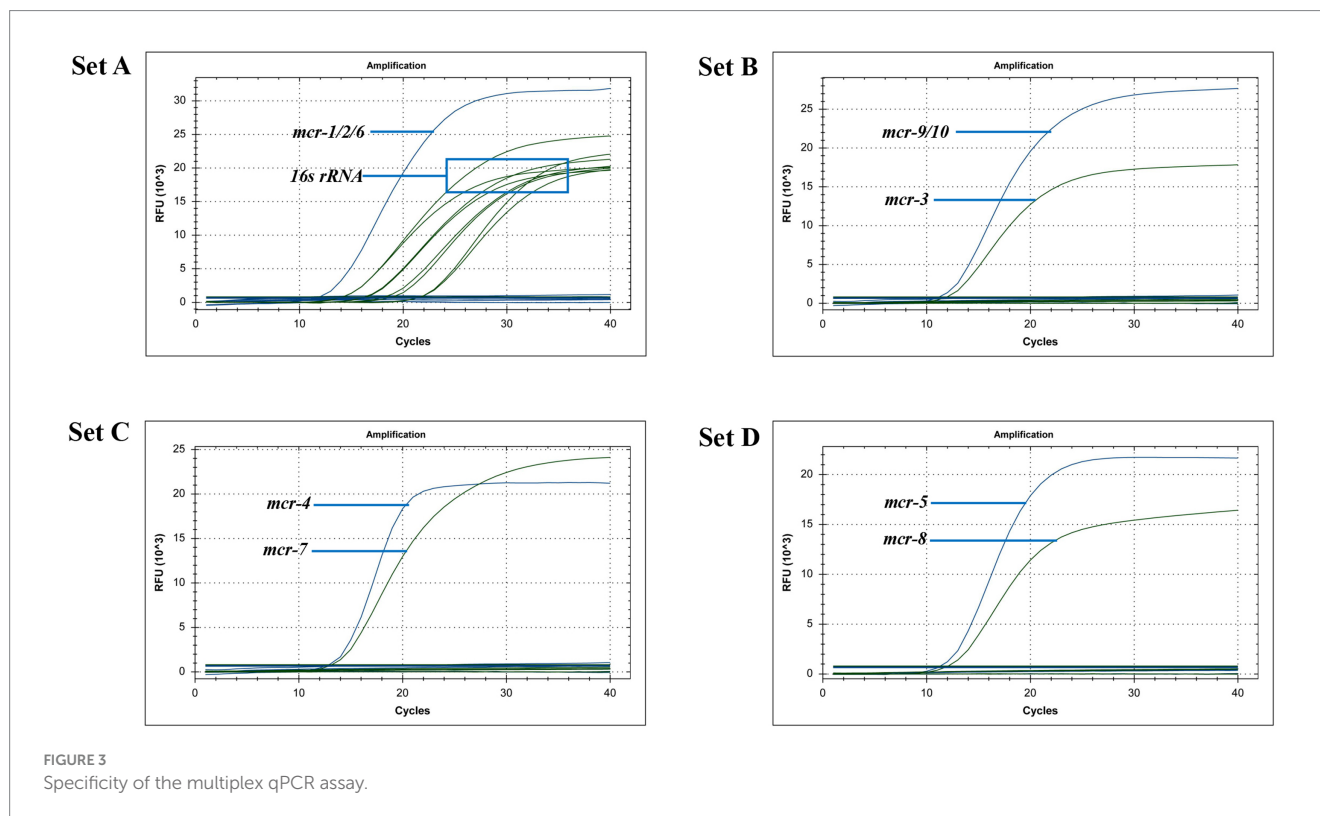 Set A
Amplification
RFU (10^3)
30
25
20
15
10
5
0
mcr-1/2/6
16s rRNA
0 10 20 30 40
Cycles
Set B
Amplification
RFU (10^3)
25
20
15
10
5
0
mcr-9/10
mcr-3
0 10 20 30 40
Cycles
Set C
Amplification
RFU (10^3)
25
20
15
10
5
0
mcr-4
mcr-7
0 10 20 30 40
Cycles
Set D
Amplification
RFU (10^3)
20
15
10
5
0
mcr-5
mcr-8
0 10 20 30 40
Cycles
FIGURE 3
Specificity of the multiplex qPCR assay.